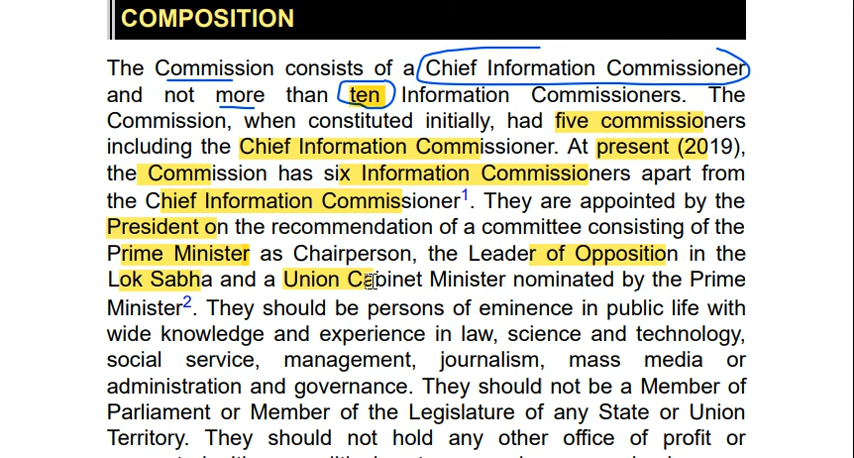 COMPOSITION
The Commission consists of a Chief Information Commissioner
and not more than ten Information Commissioners. The
Commission, when constituted initially, had five commissioners
including the Chief Information Commissioner. At present (2019),
the Commission has six Information Commissioners apart from
the Chief Information Commissioner1. They are appointed by the
President on the recommendation of a committee consisting of the
Prime Minister as Chairperson, the Leader of Opposition in the
Lok Sabha and a Union Cabinet Minister nominated by the Prime
Minister2. They should be persons of eminence in public life with
wide knowledge and experience in law, science and technology,
social service, management, journalism, mass media or
administration and governance. They should not be a Member of
Parliament or Member of the Legislature of any State or Union
Territory. They should not hold any other office of profit or